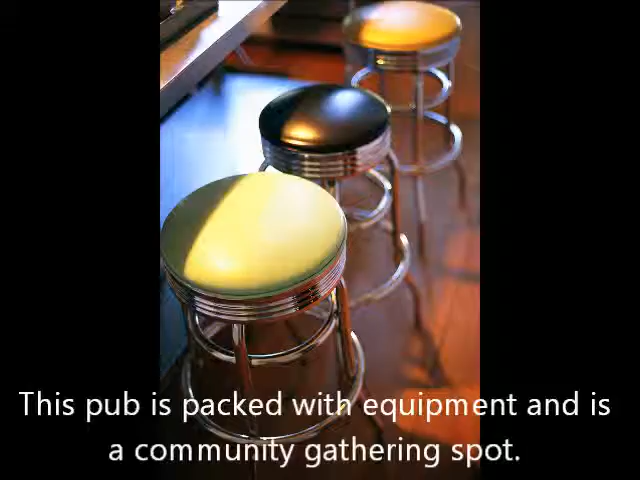 This pub is packed with equipment and is
a community gathering spot.